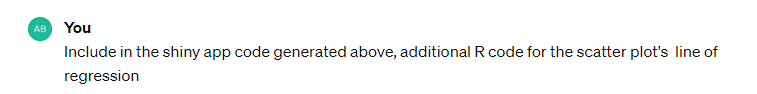 AB You
Include in the shiny app code generated above, additional R code for the scatter plot's  line of
regression